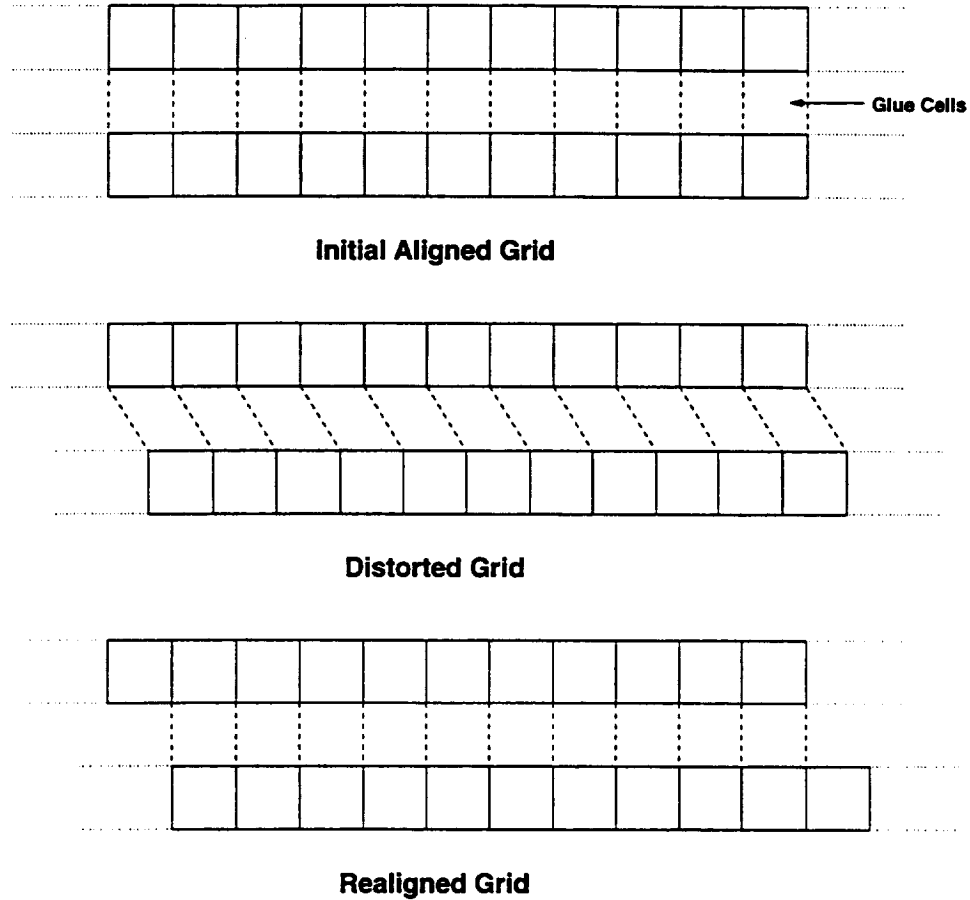 Glue Cells
Initial Aligned Grid
Distorted Grid
Realigned Grid